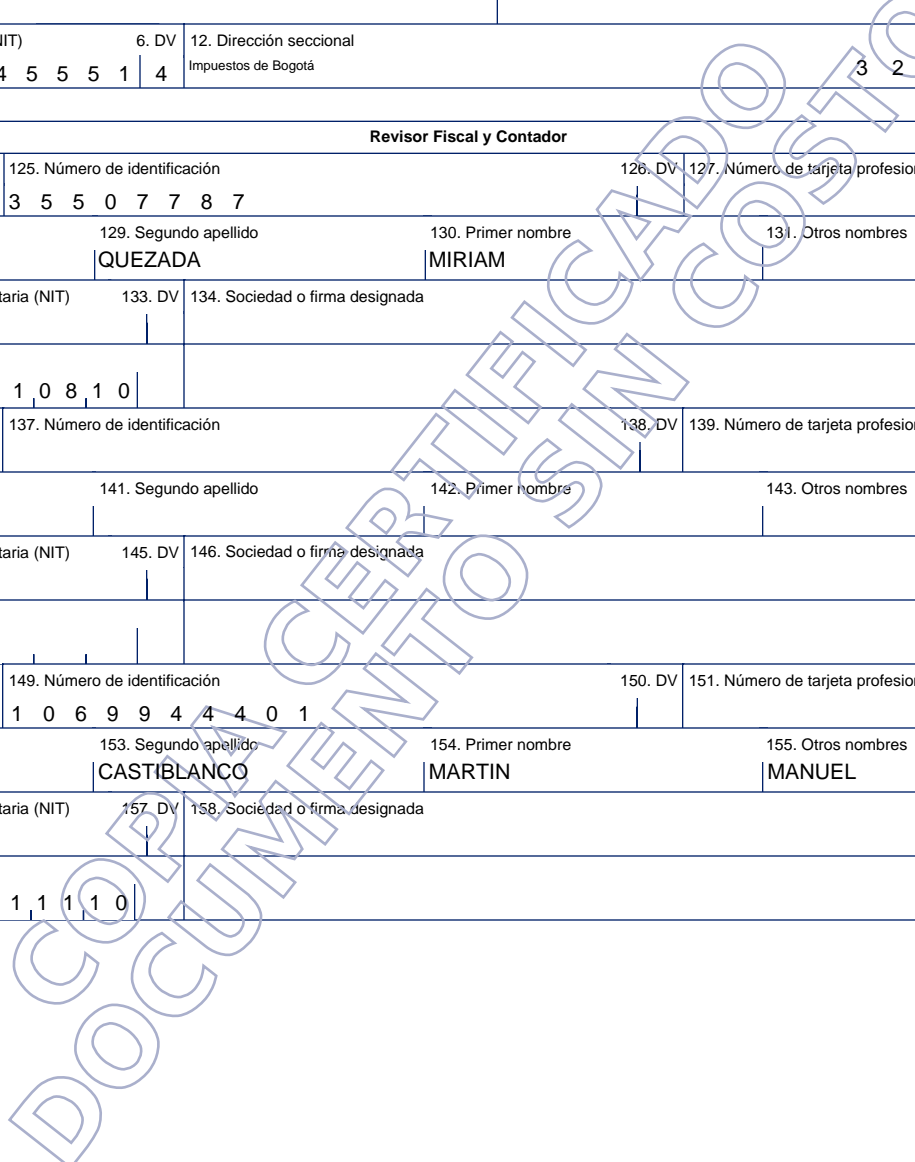 IIT) 6. DV 12. Dirección seccional
4 5 5 5 1 4 Impuestos de Bogotá 3 2
Revisor Fiscal y Contador
125. Número de identificación 126. DV 127. Número de tarjeta profesion
3 5 5 0 7 7 8 7
129. Segundo apellido 130. Primer nombre 131. Otros nombres
QUEZADA MIRIAM
taria (NIT) 133. DV 134. Sociedad o firma designada
1 0 8 1 0
137. Número de identificación 138. DV 139. Número de tarjeta profesion
141. Segundo apellido 142. Primer nombre 143. Otros nombres
taria (NIT) 145. DV 146. Sociedad o firma designada
149. Número de identificación 150. DV 151. Número de tarjeta profesion
1 0 6 9 9 4 4 4 0 1
153. Segundo apellido 154. Primer nombre 155. Otros nombres
CASTIBLANCO MARTIN MANUEL
taria (NIT) 157. DV 158. Sociedad o firma designada
1 1 1 1 0
COPIA CERTIFICADO
DOCUMENTO SIN COSTO